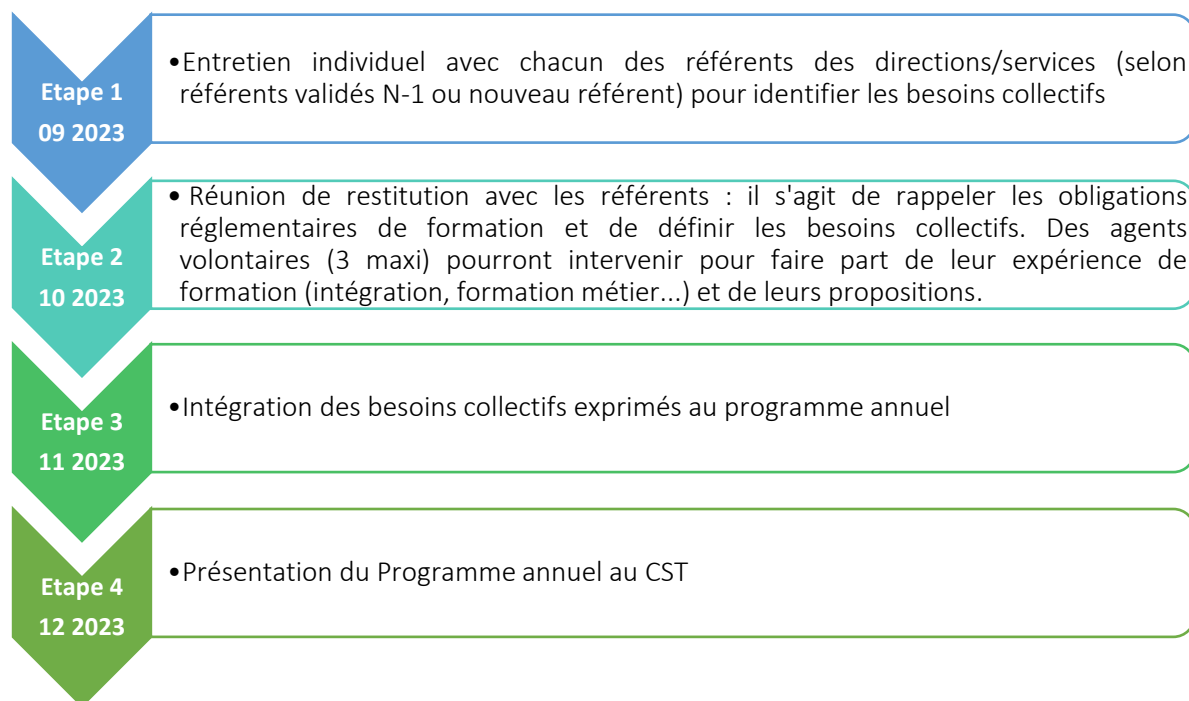 Etape 1
09 2023
•Entretien individuel avec chacun des référents des directions/services (selon
référents validés N-1 ou nouveau référent) pour identifier les besoins collectifs
Etape 2
10 2023
• Réunion de restitution avec les référents : il s'agit de rappeler les obligations
réglementaires de formation et de définir les besoins collectifs. Des agents
volontaires (3 maxi) pourront intervenir pour faire part de leur expérience de
formation (intégration, formation métier...) et de leurs propositions.
Etape 3
11 2023
•Intégration des besoins collectifs exprimés au programme annuel
Etape 4
12 2023
•Présentation du Programme annuel au CST